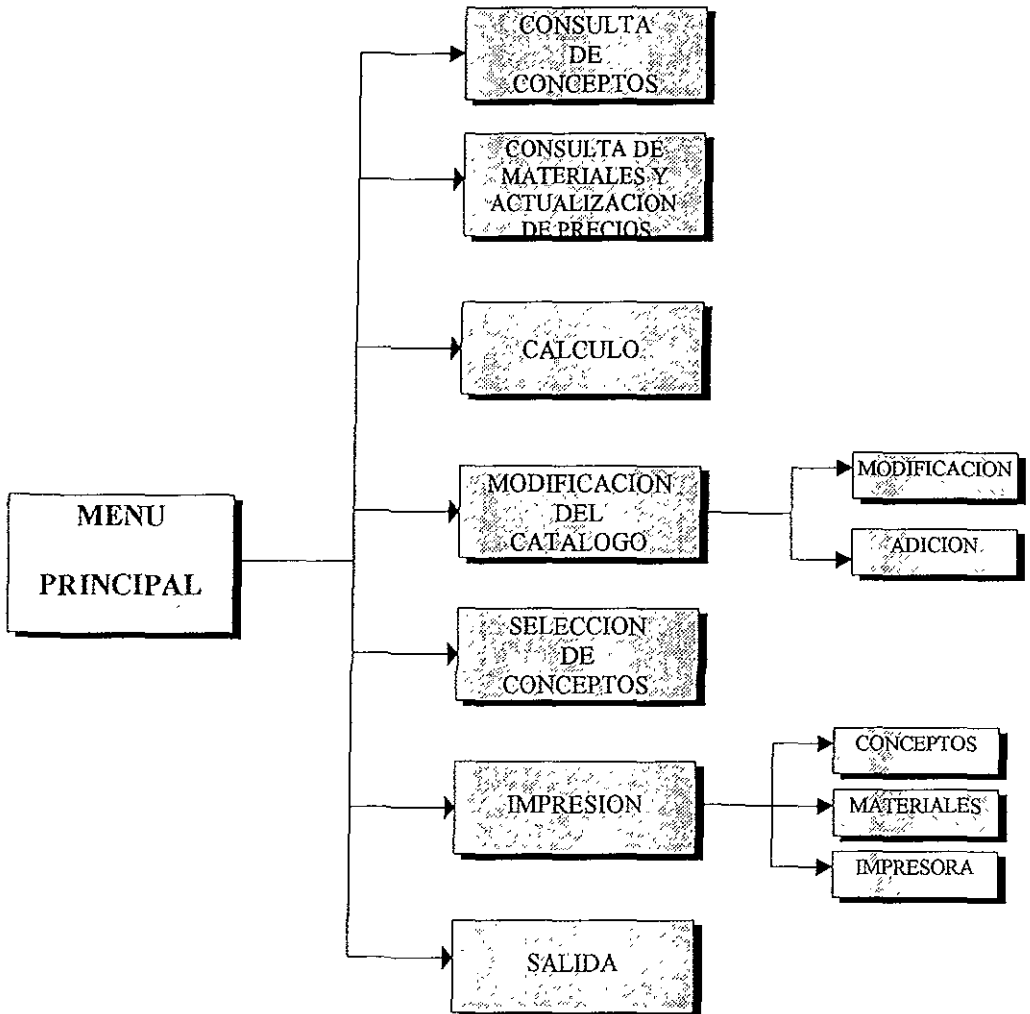 CONSULTA
DE
CONCEPTOS
CONSULTA DE
MATERIALES Y
ACTUALIZACION
DE PRECIOS
CALCULO
MODIFICACION
DEL
CATALOGO
MODIFICACION
ADICION
MENU
PRINCIPAL
SELECCION
DE
CONCEPTOS
IMPRESION
CONCEPTOS
MATERIALES
IMPRESORA
SALIDA